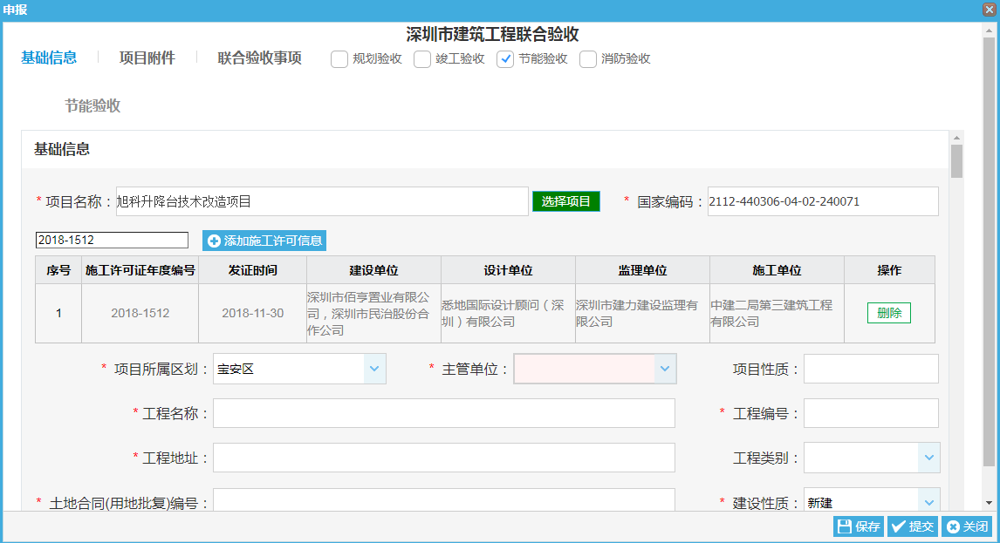 申报
深圳市建筑工程联合验收
基础信息 项目附件 联合验收事项 规划验收 竣工验收 节能验收 消防验收
节能验收
基础信息
* 项目名称： 旭科升降台技术改造项目 选择项目 * 国家编码： 2112-440306-04-02-240071
2018-1512 添加施工许可信息
序号 施工许可证年度编号 发证时间 建设单位 设计单位 监理单位 施工单位 操作
1 2018-1512 2018-11-30 深圳市佰亨置业有限公司，深圳市民治股份合作公司 悉地国际设计顾问（深圳）有限公司 深圳市建力建设监理有限公司 中建二局第三建筑工程有限公司 删除
* 项目所属区划： 宝安区 * 主管单位： 项目性质：
* 工程名称： * 工程编号：
* 工程地址： 工程类别：
* 土地合同(用地批复)编号： * 建设性质： 新建
保存 提交 关闭